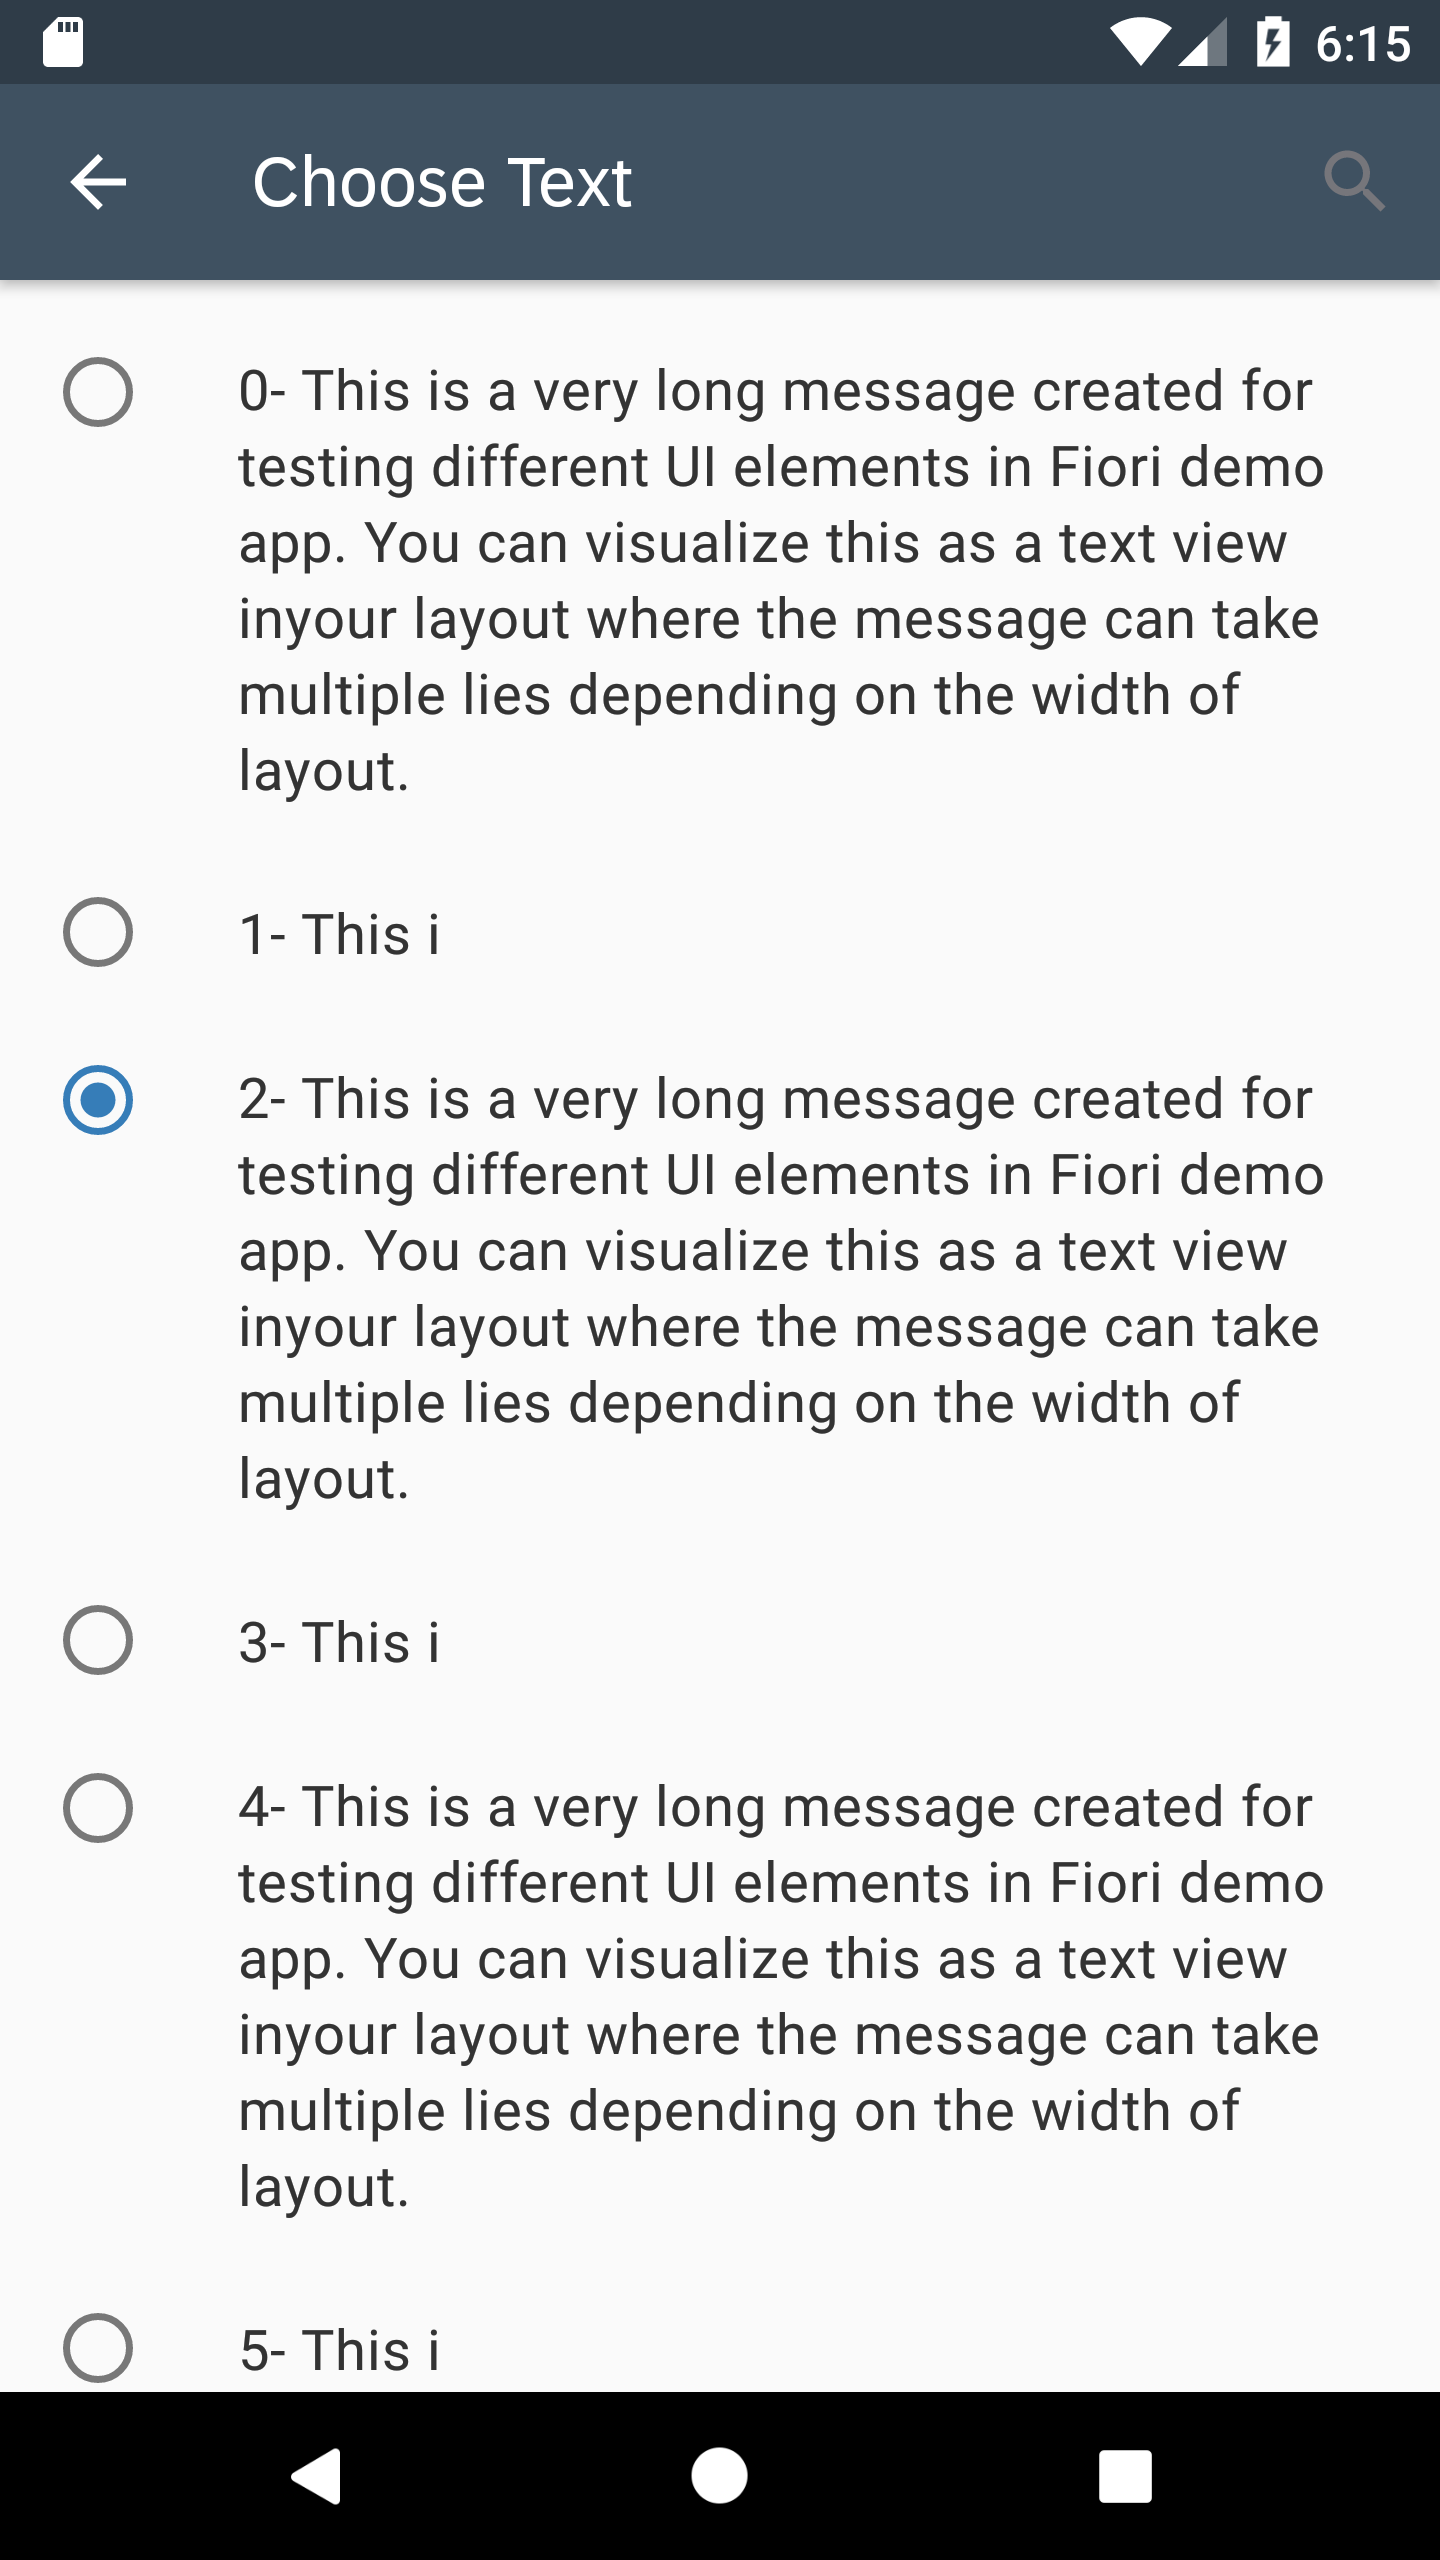 6:15
Choose Text
0- This is a very long message created for
testing different UI elements in Fiori demo
app. You can visualize this as a text view
inyour layout where the message can take
multiple lies depending on the width of
layout.
1- This i
2- This is a very long message created for
testing different UI elements in Fiori demo
app. You can visualize this as a text view
inyour layout where the message can take
multiple lies depending on the width of
layout.
3- This i
4- This is a very long message created for
testing different UI elements in Fiori demo
app. You can visualize this as a text view
inyour layout where the message can take
multiple lies depending on the width of
layout.
5- This i